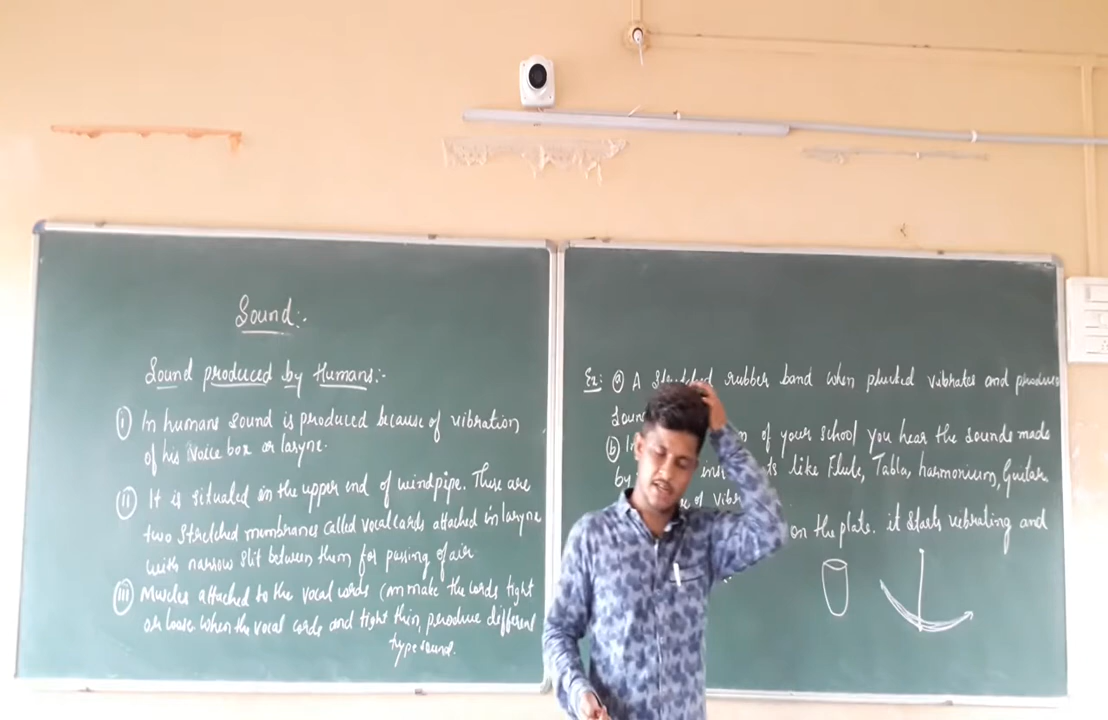 Sound:.
Sound produced by Humans:.
(i) In humans sound is produced because of vibration
of his voice box or larynx.
(ii) It is situated in the upper end of windpipe. There are
two stretched membranes called vocal cards attached in larynx
with narrow slit between them for passing of air
(iii) Muscles attached to the vocal cords can make the cords tight
or loose when the vocal cords and tight thin, produce different
type sound.
Ex: (a) A stretched rubber band when plucked vibrates and produces
(b) of your school you hear the sounds made
by like Flute, Tabla, harmonium, Guitar.
of
on the plate. it starts vibrating and